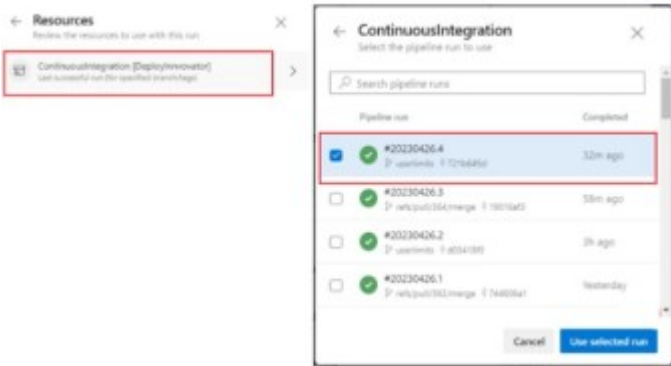 Resources
Review the resources to use with this run
ContinuousIntegration [DeployInnovator]
Last successful run (for specified branch/tags)
ContinuousIntegration
Select the pipeline run to use
Search pipeline runs
Pipeline run Completed
#20230426.4
32m ago
#20230426.3
58m ago
#20230426.2
2h ago
#20230426.1
Yesterday
Cancel Use selected run